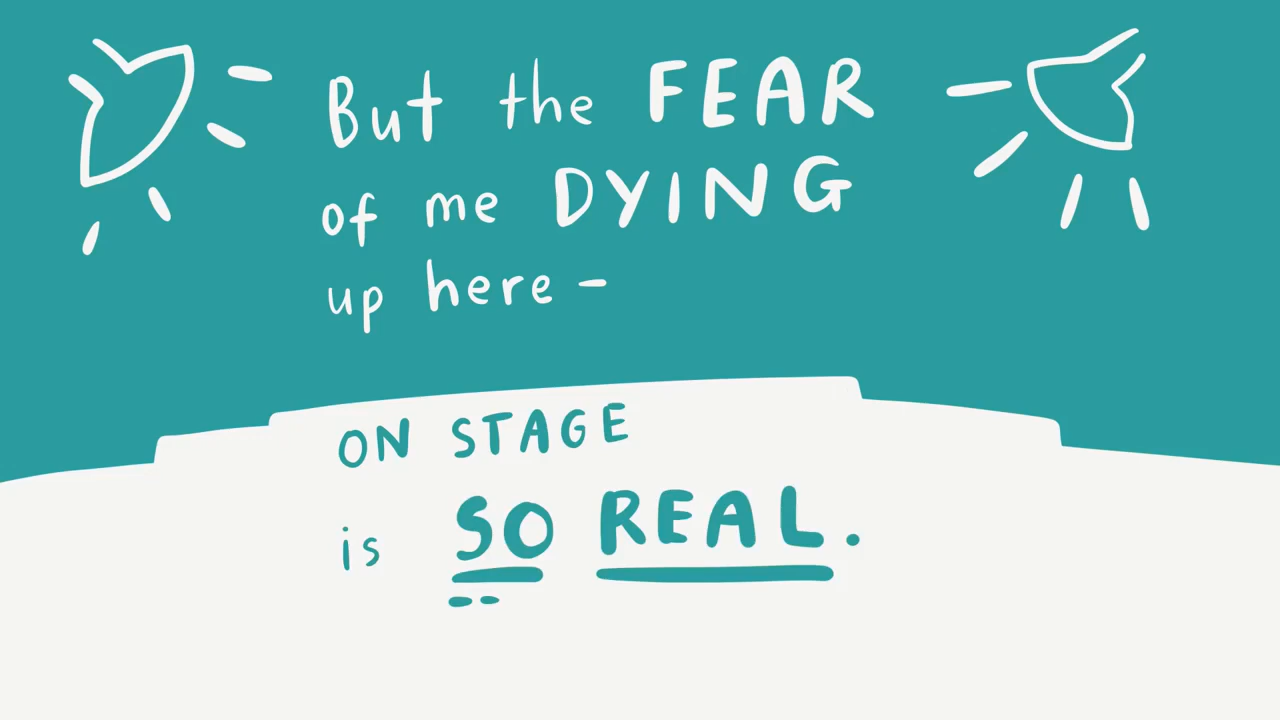 But the FEAR
of me DYING
up here -
ON STAGE
is SO REAL.